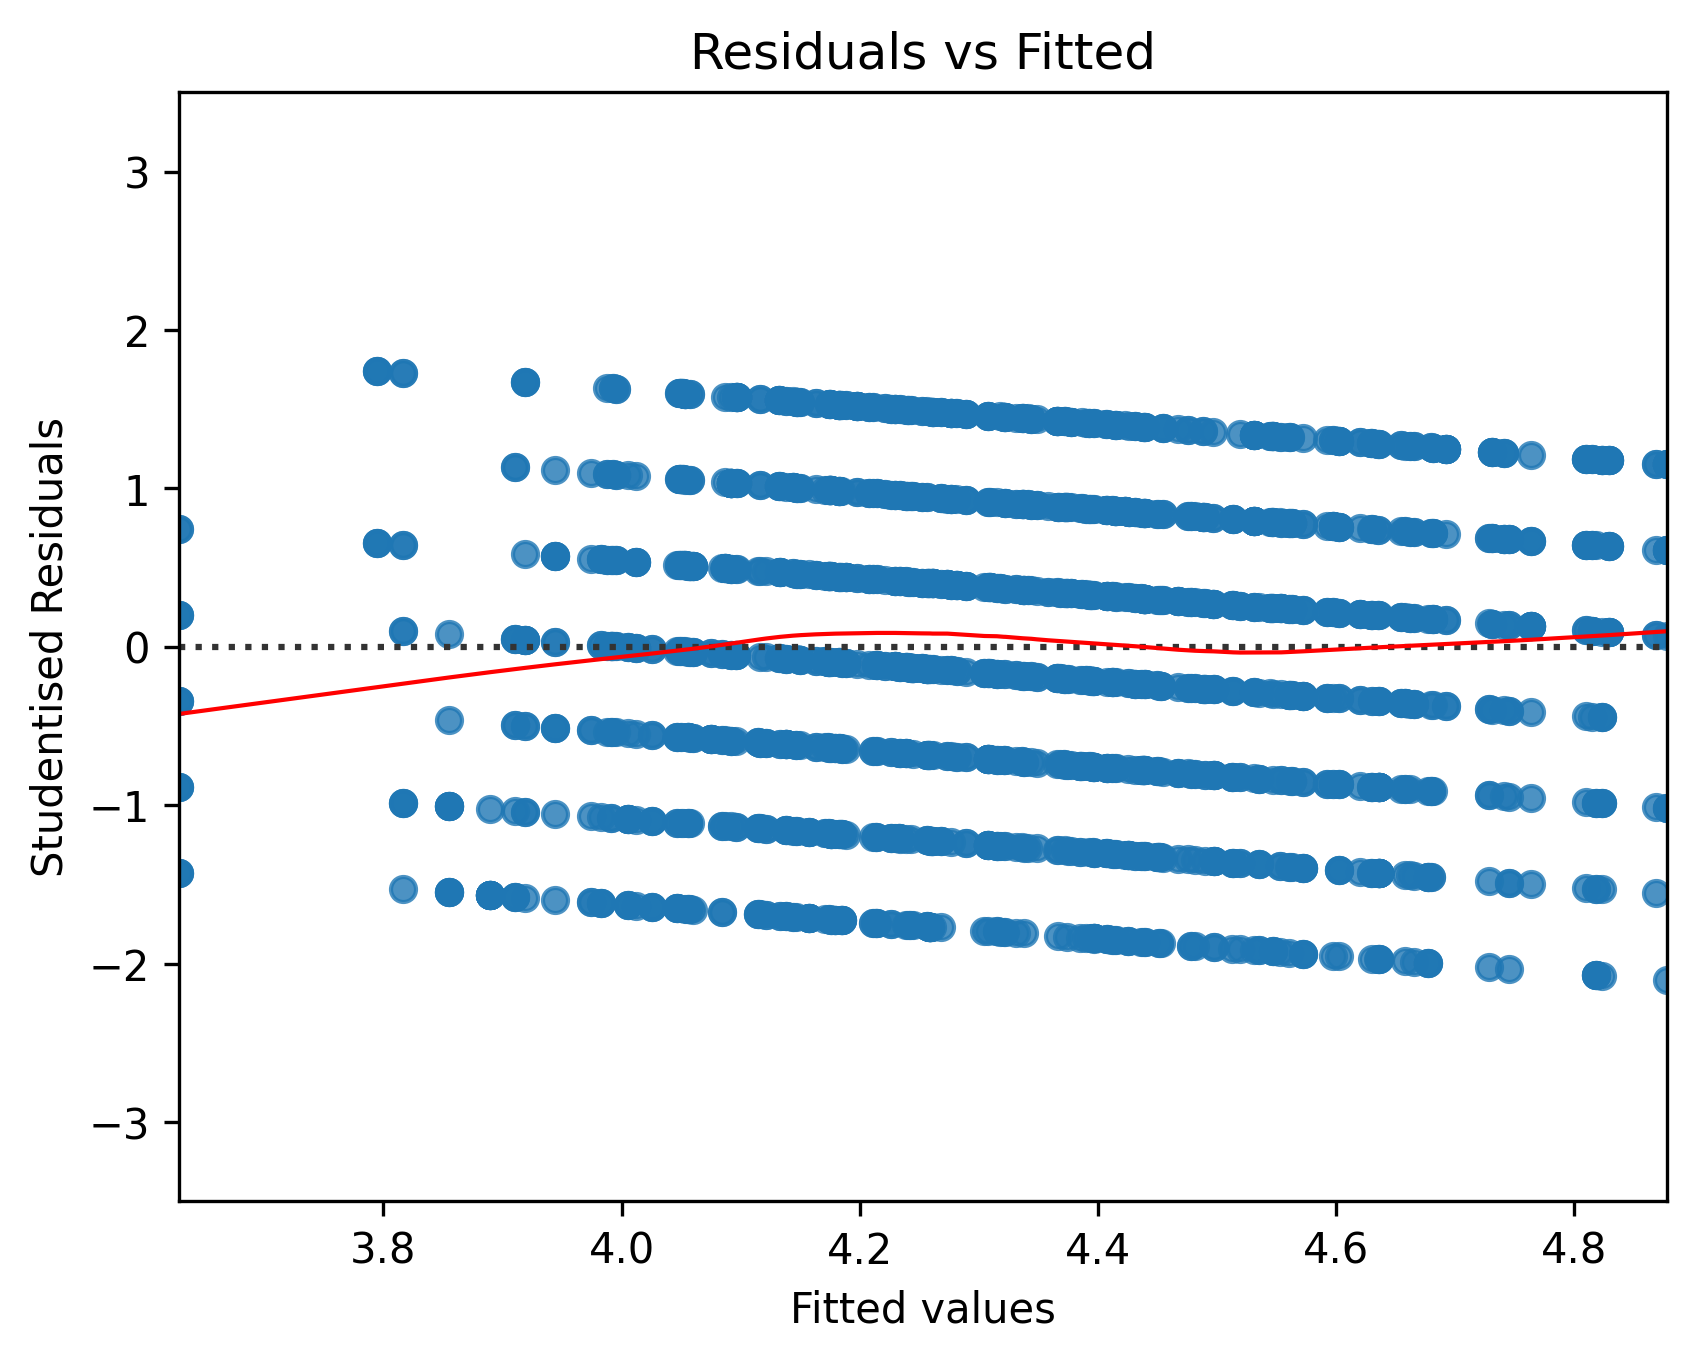 Residuals vs Fitted
Studentised Residuals
3
2
1
0
−1
−2
−3
3.8 4.0 4.2 4.4 4.6 4.8
Fitted values